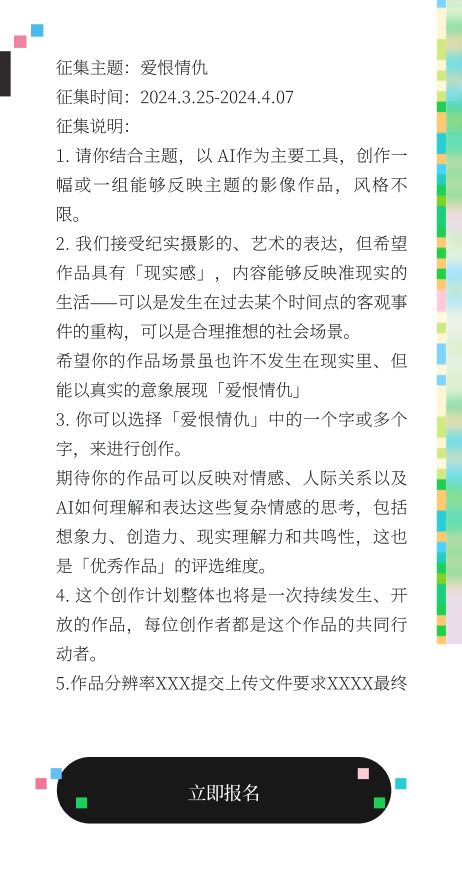 征集主题：爱恨情仇
征集时间：2024.3.25-2024.4.07
征集说明：
1. 请你结合主题，以 AI作为主要工具，创作一
幅或一组能够反映主题的影像作品，风格不
限。
2. 我们接受纪实摄影的、艺术的表达，但希望
作品具有「现实感」，内容能够反映准现实的
生活——可以是发生在过去某个时间点的客观事
件的重构，可以是合理推想的社会场景。
希望你的作品场景虽也许不发生在现实里、但
能以真实的意象展现「爱恨情仇」
3. 你可以选择「爱恨情仇」中的一个字或多个
字，来进行创作。
期待你的作品可以反映对情感、人际关系以及
AI如何理解和表达这些复杂情感的思考，包括
想象力、创造力、现实理解力和共鸣性，这也
是「优秀作品」的评选维度。
4. 这个创作计划整体也将是一次持续发生、开
放的作品，每位创作者都是这个作品的共同行
动者。
5.作品分辨率XXX提交上传文件要求XXXX最终
立即报名